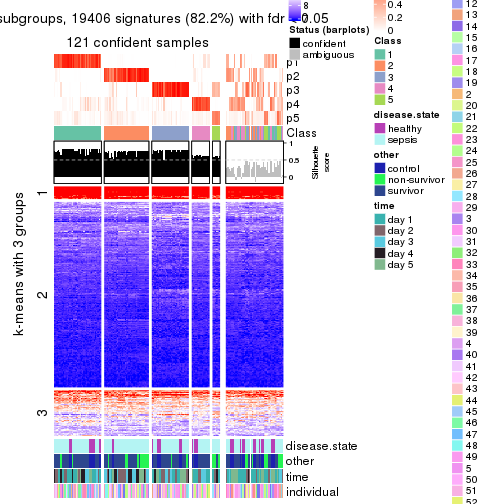 subgroups, 19406 signatures (82.2%) with fdr < 0.05
121 confident samples
p1
p2
p3
p4
p5
Class
1
0.5
0
Silhouette
score
k-means with 3 groups
1
2
3
disease.state
other
time
individual
8
0
Status (barplots)
confident
ambiguous
0.4
0.2
0
Class
1
2
3
4
5
disease.state
healthy
sepsis
other
control
non-survivor
survivor
time
day 1
day 2
day 3
day 4
day 5
12
13
14
15
16
17
18
19
2
20
21
22
23
24
25
26
27
28
29
3
30
31
32
33
34
35
36
37
38
39
4
40
41
42
43
44
45
46
47
48
49
5
50
51